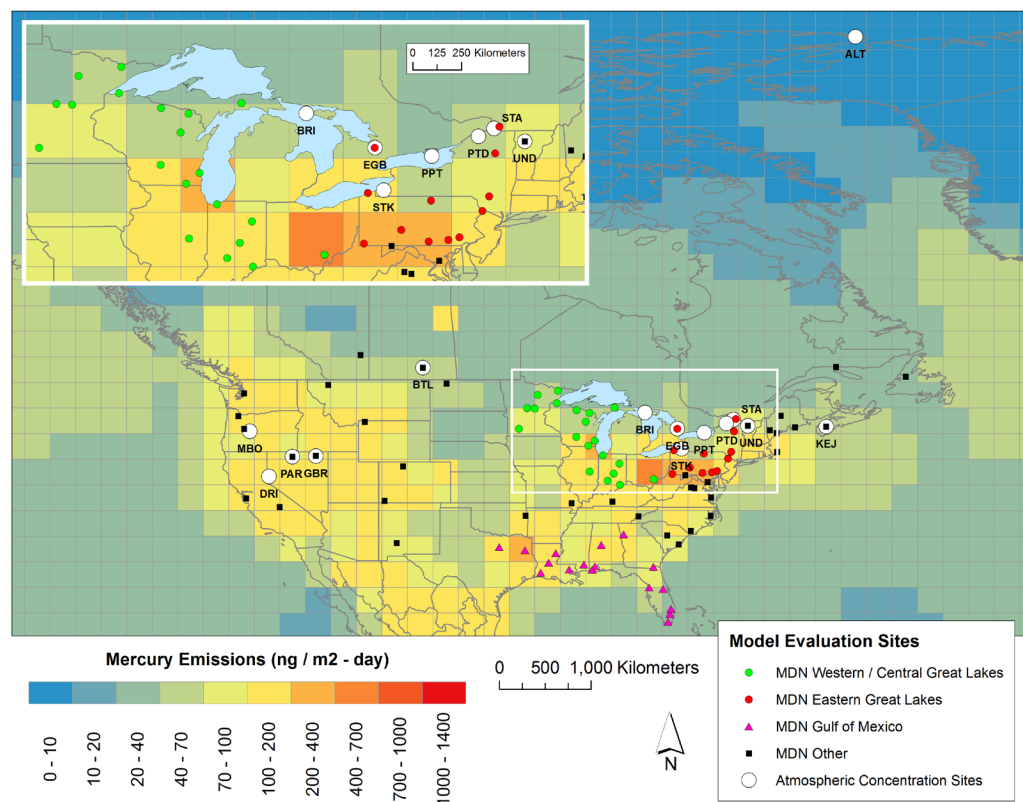 0 125 250 Kilometers
ALT
STA
BRI
PTD
UND
EGB
PPT
STK
BTL
STA
BRI
MBO
EGB
PPT
PTD
UND
KEJ
PAR
GBR
STK
DRI
Mercury Emissions (ng / m2 - day)
0 - 10
10 - 20
20 - 40
40 - 70
70 - 100
100 - 200
200 - 400
400 - 700
700 - 1000
1000 - 1400
0 500 1,000 Kilometers
N
Model Evaluation Sites
MDN Western / Central Great Lakes
MDN Eastern Great Lakes
MDN Gulf of Mexico
MDN Other
Atmospheric Concentration Sites